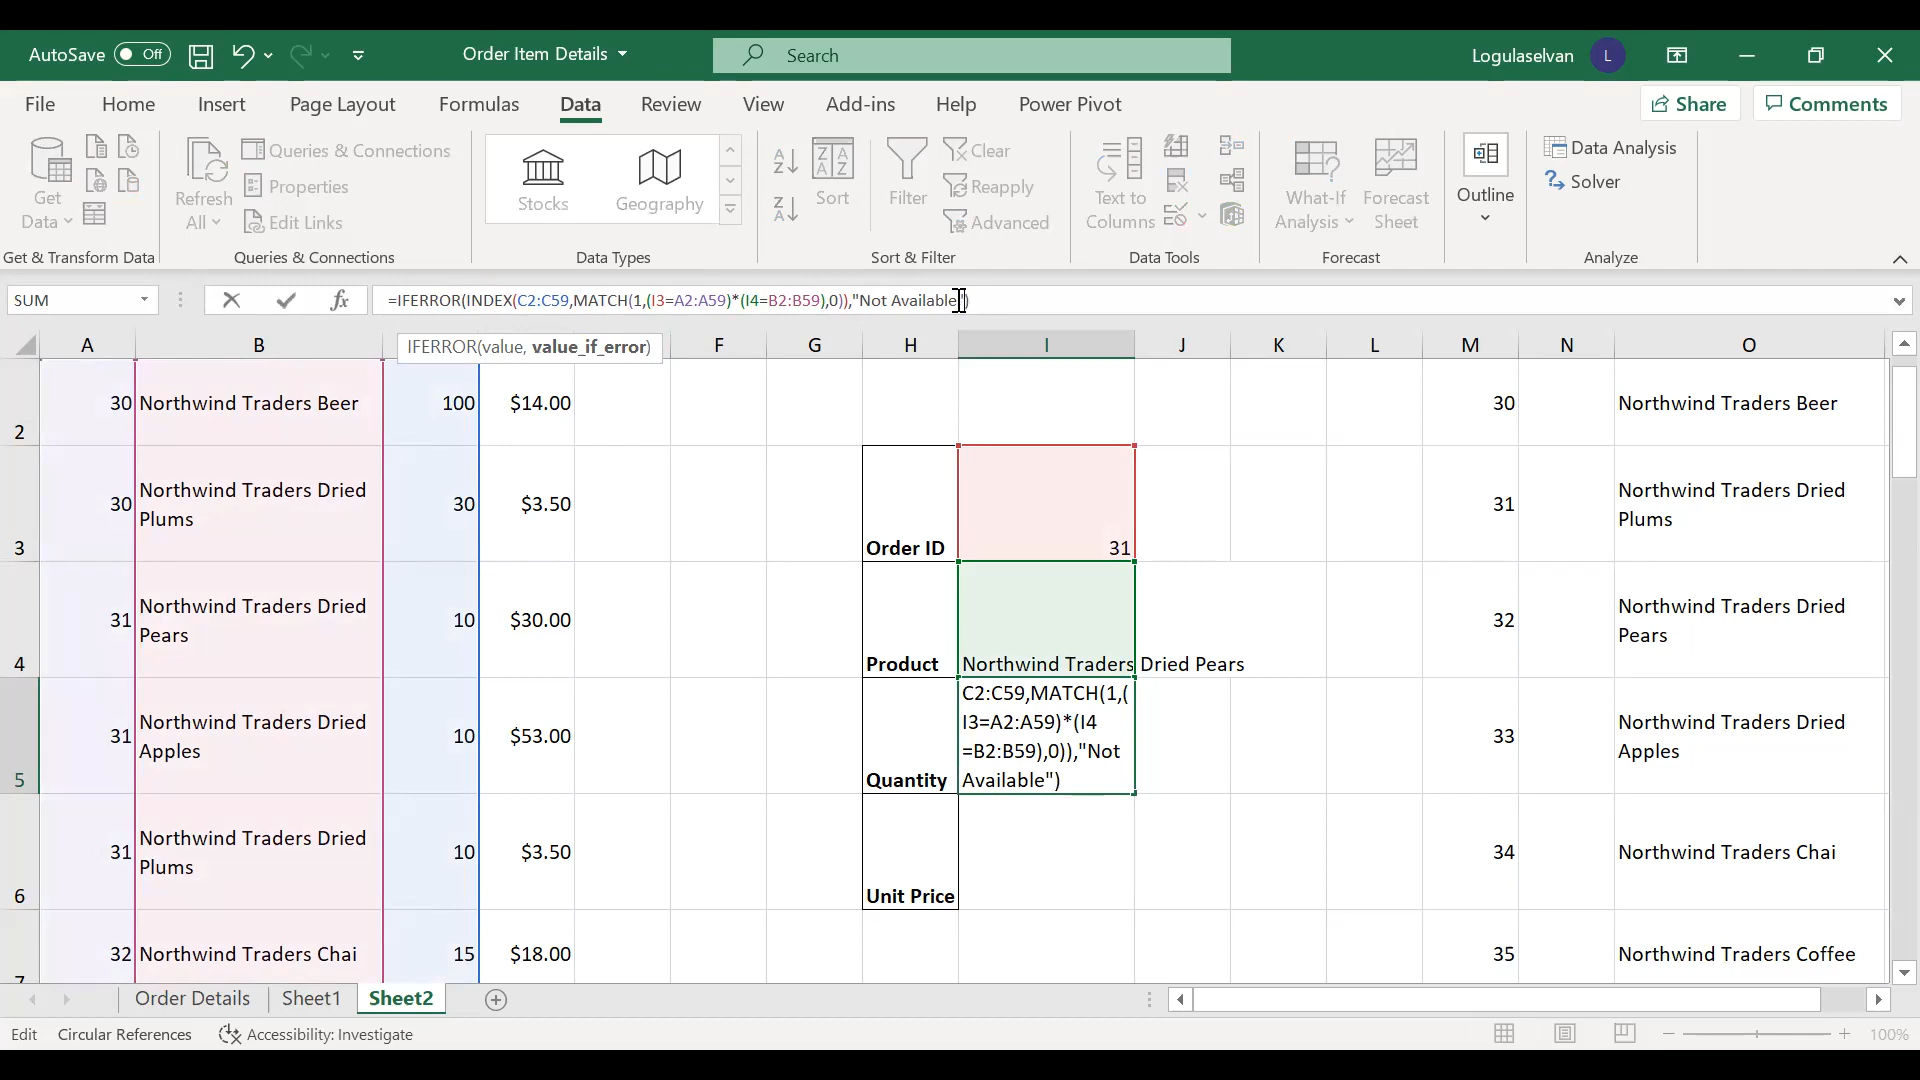 AutoSave Off Order Item Details Search Logulaselvan L
File Home Insert Page Layout Formulas Data Review View Add-ins Help Power Pivot Share Comments
Get
Data
Get & Transform Data
Refresh
All
Queries & Connections
Properties
Edit Links
Queries & Connections
Stocks Geography
Data Types
Sort
Filter
Clear
Reapply
Advanced
Sort & Filter
Text to
Columns
Data Tools
What-If
Analysis
Forecast
Sheet
Forecast
Outline
Data Analysis
Solver
Analyze
SUM fx =IFERROR(INDEX(C2:C59,MATCH(1,(I3=A2:A59)*(I4=B2:B59),0)),"Not Available")
IFERROR(value, value_if_error)
A B F G H I J K L M N O
2 30 Northwind Traders Beer 100 $14.00 30 Northwind Traders Beer
3 30 Northwind Traders Dried
Plums 30 $3.50
Order ID 31
31 Northwind Traders Dried
Plums
4 31 Northwind Traders Dried
Pears 10 $30.00
Product Northwind Traders Dried Pears
32 Northwind Traders Dried
Pears
5 31 Northwind Traders Dried
Apples 10 $53.00
Quantity
C2:C59,MATCH(1,(
I3=A2:A59)*(I4
=B2:B59),0)),"Not
Available")
33 Northwind Traders Dried
Apples
6 31 Northwind Traders Dried
Plums 10 $3.50
Unit Price
34 Northwind Traders Chai
7 32 Northwind Traders Chai 15 $18.00 35 Northwind Traders Coffee
Order Details Sheet1 Sheet2
Edit Circular References Accessibility: Investigate 100%